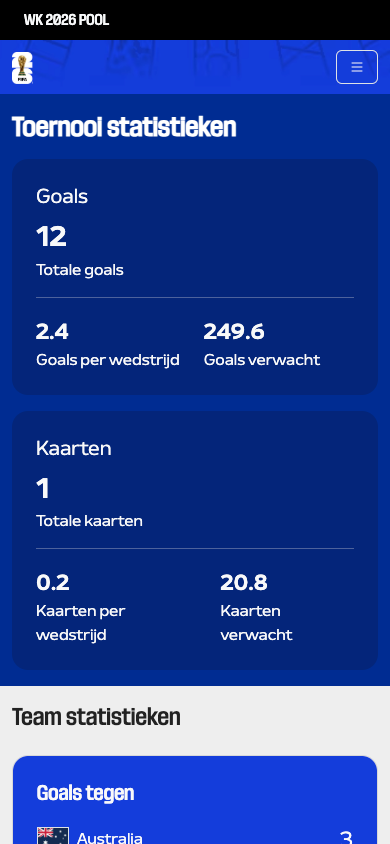 WK 2026 POOL
FIFA
Toernooi statistieken
Goals
12
Totale goals
2.4 249.6
Goals per wedstrijd Goals verwacht
Kaarten
1
Totale kaarten
0.2 20.8
Kaarten per Kaarten
wedstrijd verwacht
Team statistieken
Goals tegen
Australia 3